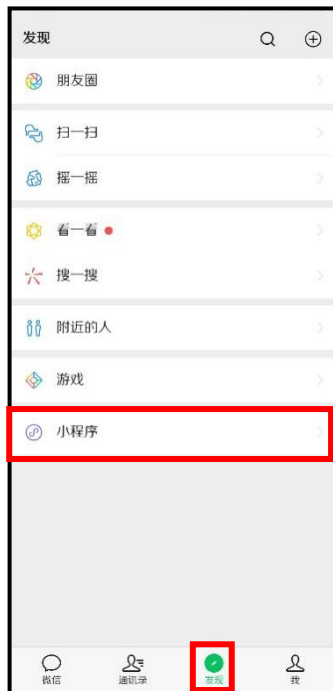 发现
朋友圈
扫一扫
摇一摇
看一看
搜一搜
附近的人
游戏
小程序
微信 通讯录 发现 我